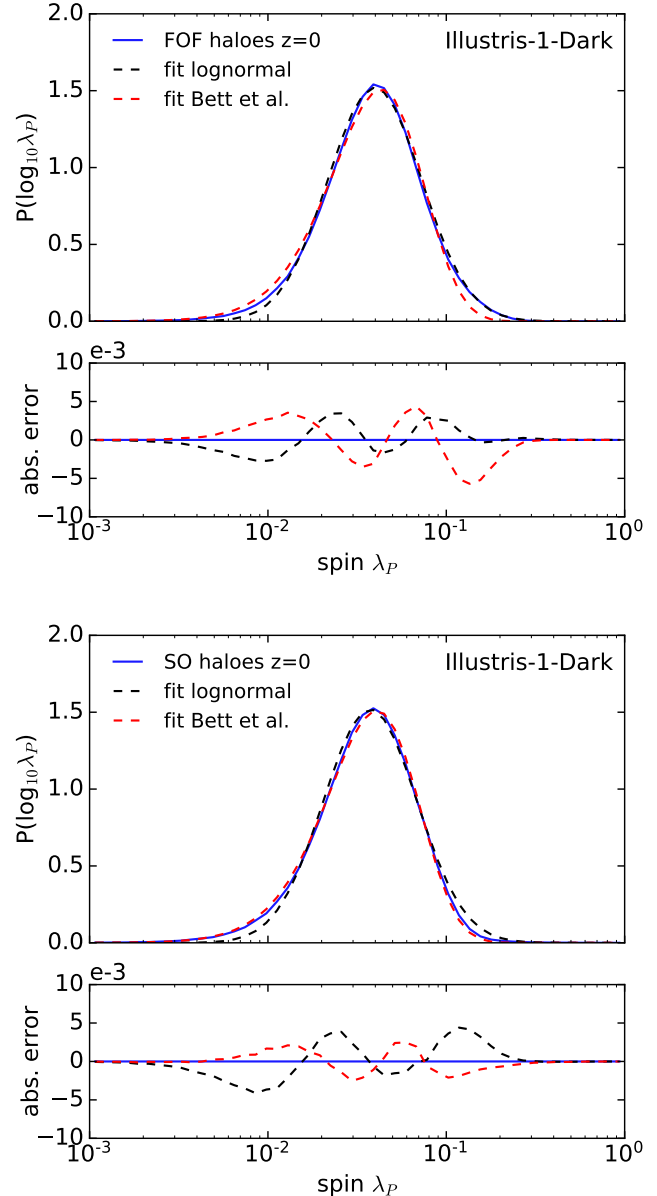 2.0
FOF haloes z=0
Illustris-1-Dark
fit lognormal
fit Bett et al.
1.5
P(log₁₀λ_P)
1.0
0.5
0.0
10 e-3
5
abs. error
0
−5
−10
10⁻³ 10⁻² 10⁻¹ 10⁰
spin λ_P
2.0
SO haloes z=0
Illustris-1-Dark
fit lognormal
fit Bett et al.
1.5
P(log₁₀λ_P)
1.0
0.5
0.0
10 e-3
5
abs. error
0
−5
−10
10⁻³ 10⁻² 10⁻¹ 10⁰
spin λ_P